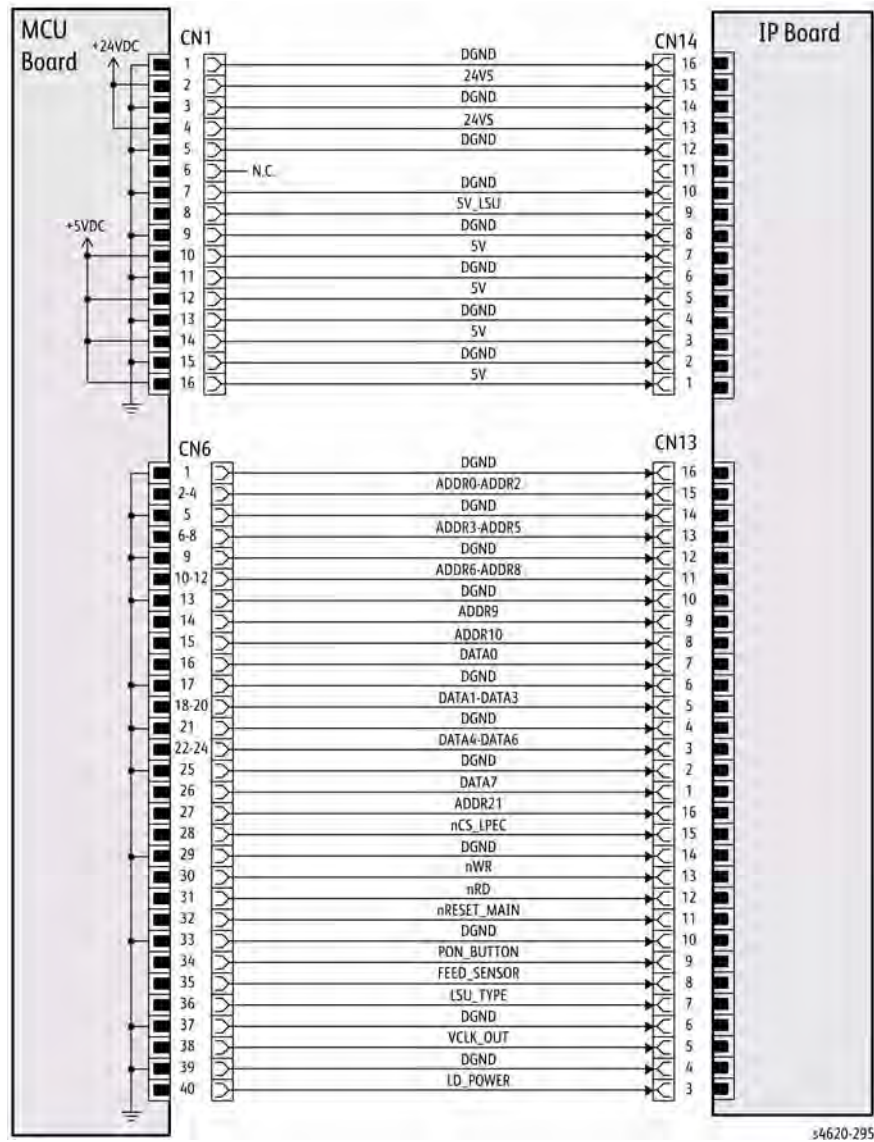 MCU Board
IP Board
+24VDC
CN1
CN14
1 DGND 16
2 24VS 15
3 DGND 14
4 24VS 13
5 DGND 12
6 N.C. 11
7 DGND 10
8 5V_LSU 9
+5VDC
9 DGND 8
10 5V 7
11 DGND 6
12 5V 5
13 DGND 4
14 5V 3
15 DGND 2
16 5V 1
CN6
CN13
1 DGND 16
2-4 ADDR0-ADDR2 15
5 DGND 14
6-8 ADDR3-ADDR5 13
9 DGND 12
10-12 ADDR6-ADDR8 11
13 DGND 10
14 ADDR9 9
15 ADDR10 8
16 DATA0 7
17 DGND 6
18-20 DATA1-DATA3 5
21 DGND 4
22-24 DATA4-DATA6 3
25 DGND 2
26 DATA7 1
27 ADDR21 16
28 nCS_LPEC 15
29 DGND 14
30 nWR 13
31 nRD 12
32 nRESET_MAIN 11
33 DGND 10
34 PON_BUTTON 9
35 FEED_SENSOR 8
36 LSU_TYPE 7
37 DGND 6
38 VCLK_OUT 5
39 DGND 4
40 LD_POWER 3
s4620-295